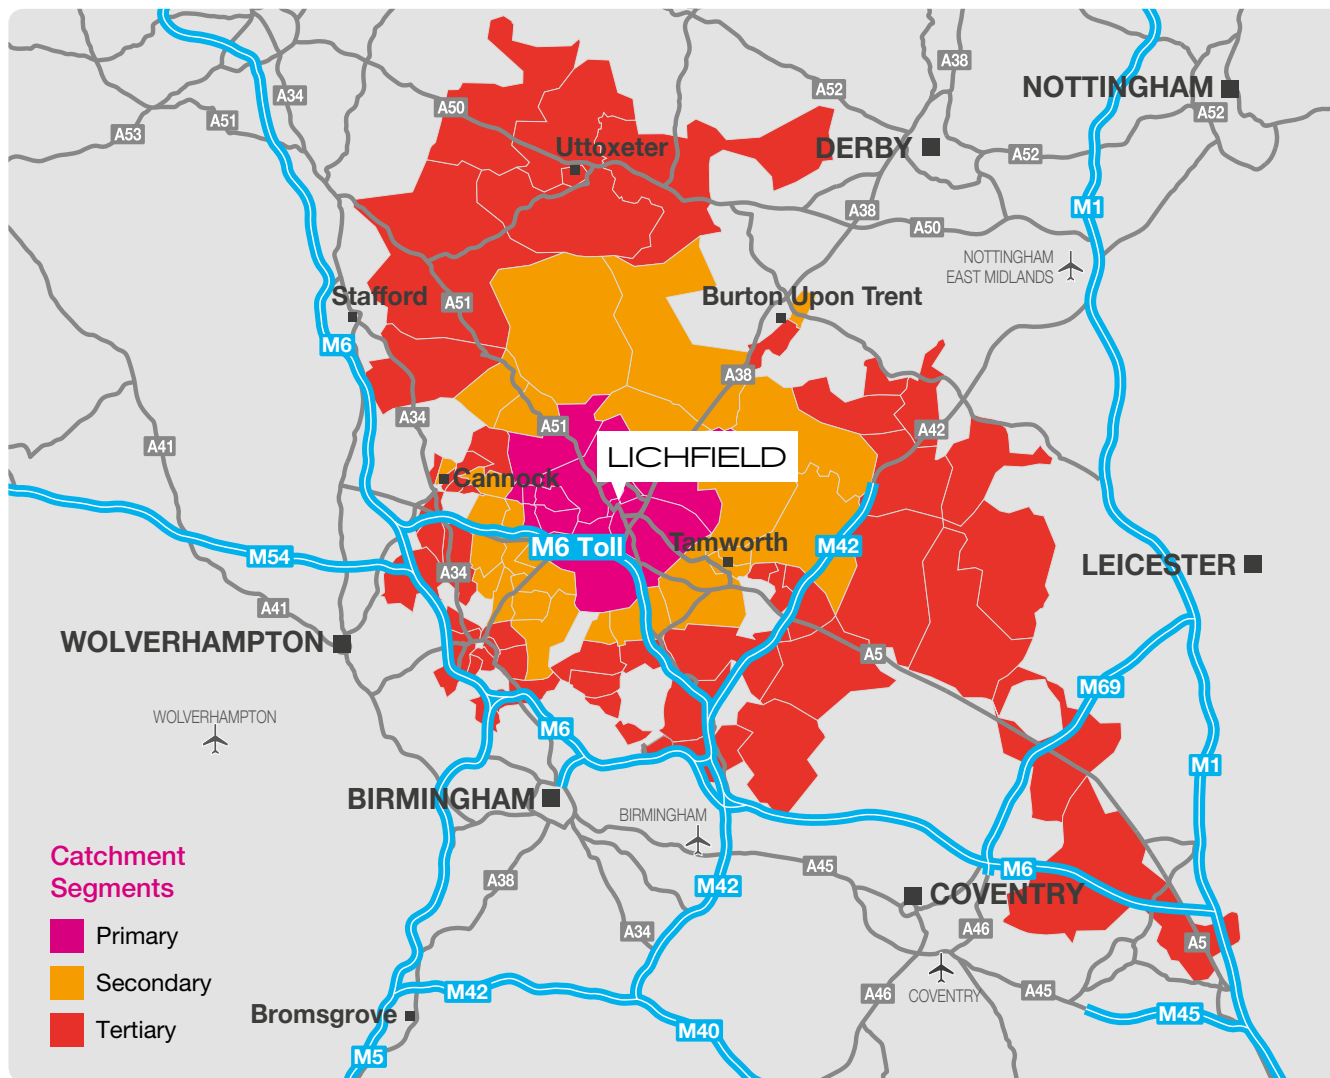 A38
A52
NOTTINGHAM
A34
A50
A52
A51
A53
DERBY
A52
Uttoxeter
M1
A38
A50
NOTTINGHAM
EAST MIDLANDS
Stafford
A51
Burton Upon Trent
M6
A38
A34
A51
A42
A41
LICHFIELD
Cannock
M6 Toll
Tamworth
M42
M54
LEICESTER
A34
A41
WOLVERHAMPTON
A5
M69
WOLVERHAMPTON
M6
M1
BIRMINGHAM
BIRMINGHAM
Catchment
Segments
A45
M6
A38
M42
COVENTRY
Primary
A34
A46
A5
Secondary
M42
A46
COVENTRY
A45
Bromsgrove
M45
Tertiary
M40
M5